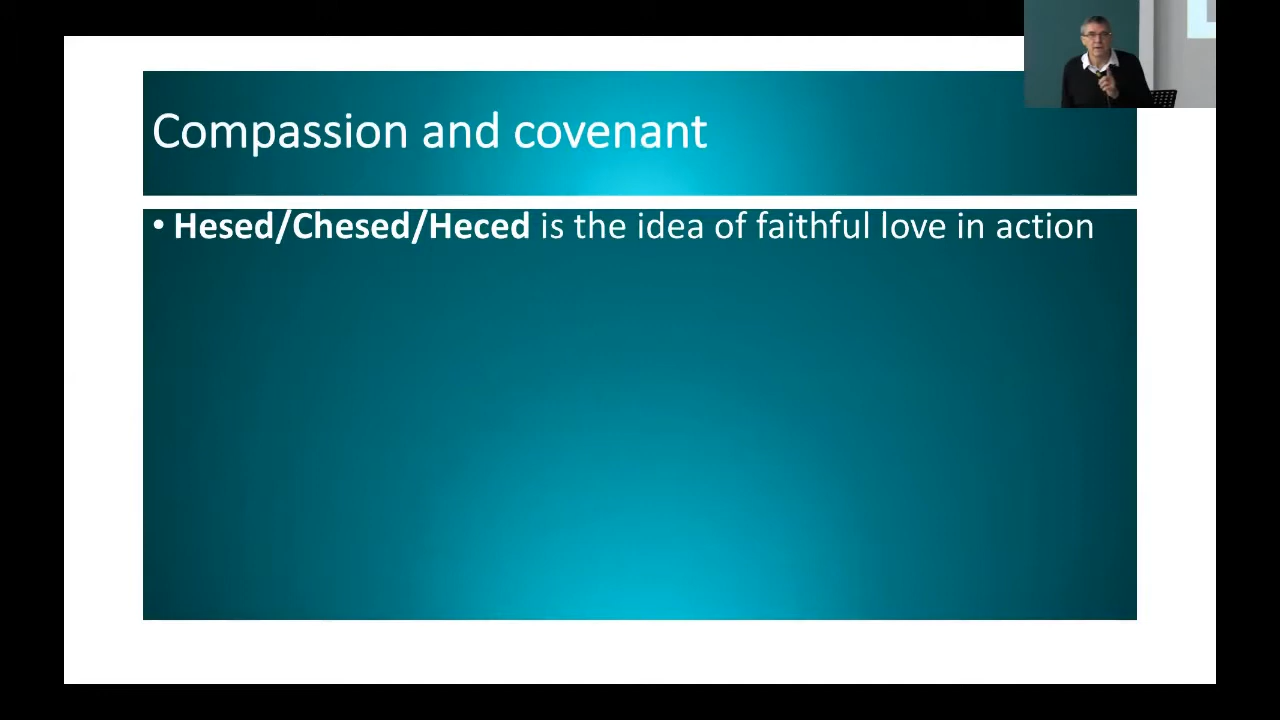 Compassion and covenant
• Hesed/Chesed/Heced is the idea of faithful love in action